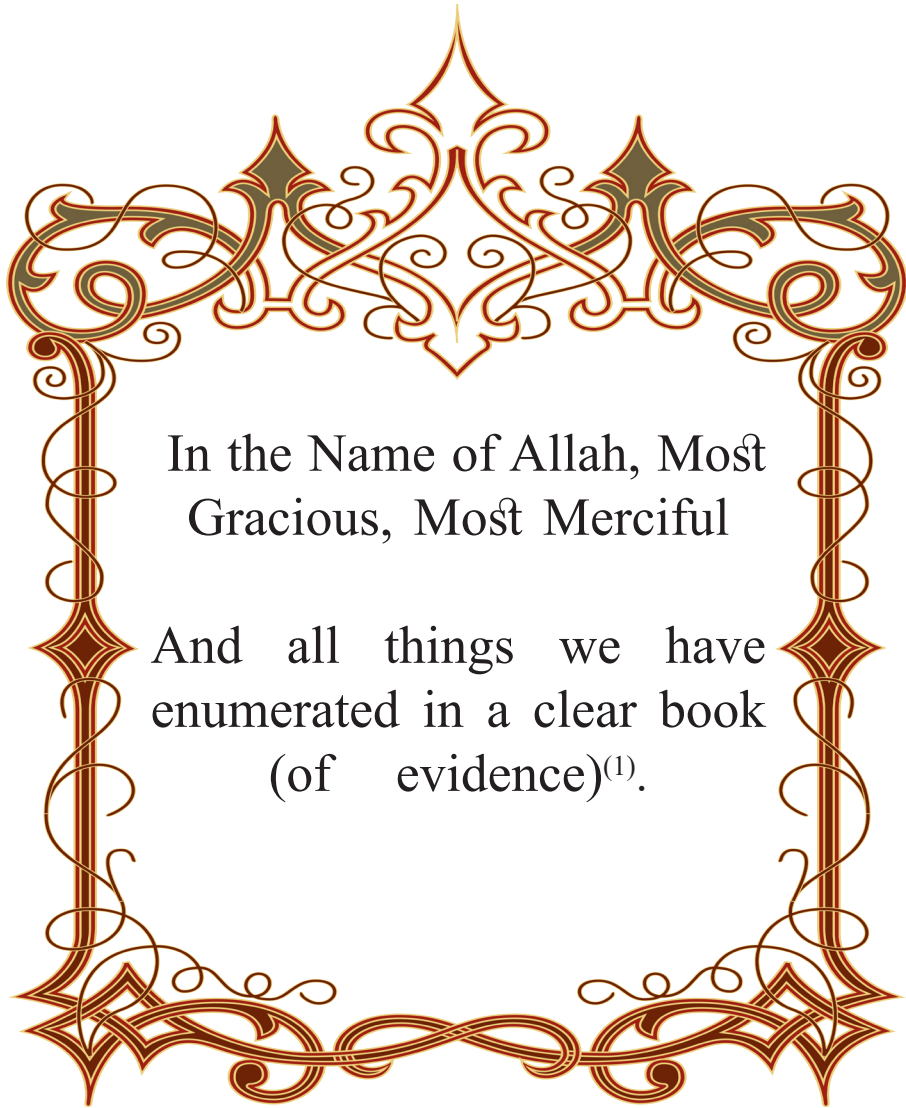 In the Name of Allah, Most
Gracious, Most Merciful
And all things we have
enumerated in a clear book
(of evidence)(1).